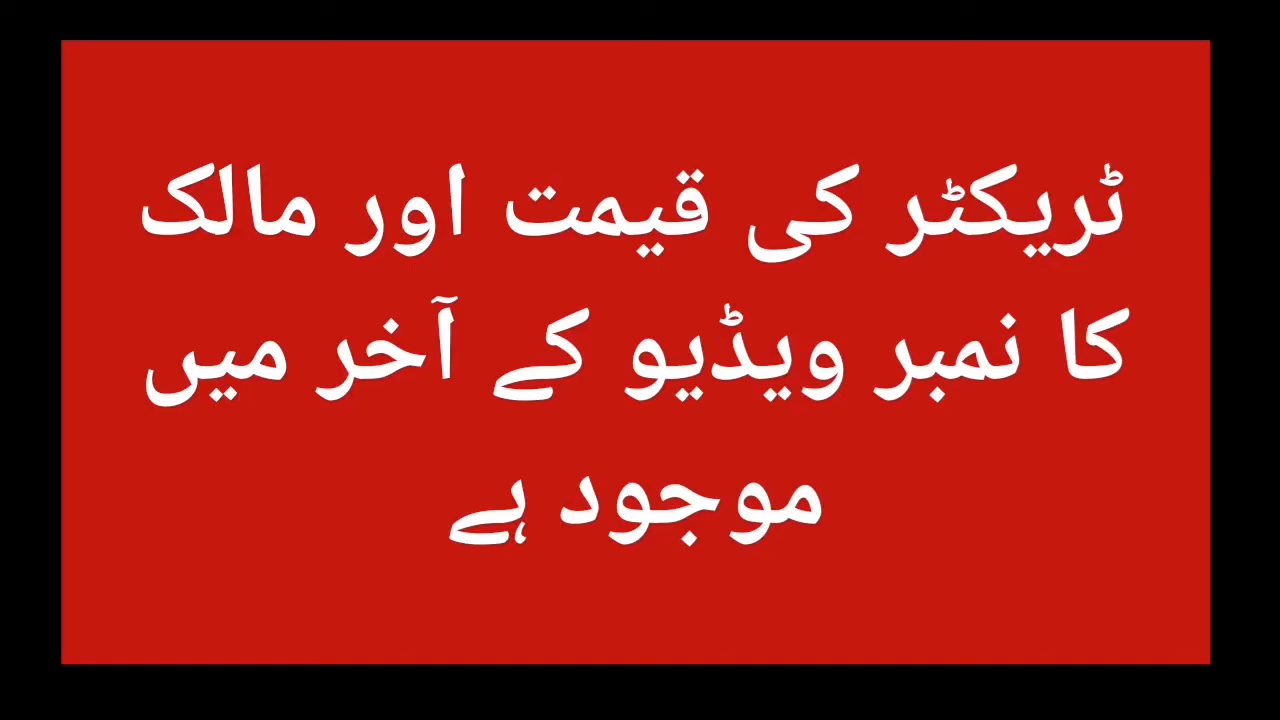 ٹریکٹر کی قیمت اور مالک
کا نمبر ویڈیو کے آخر میں
موجود ہے